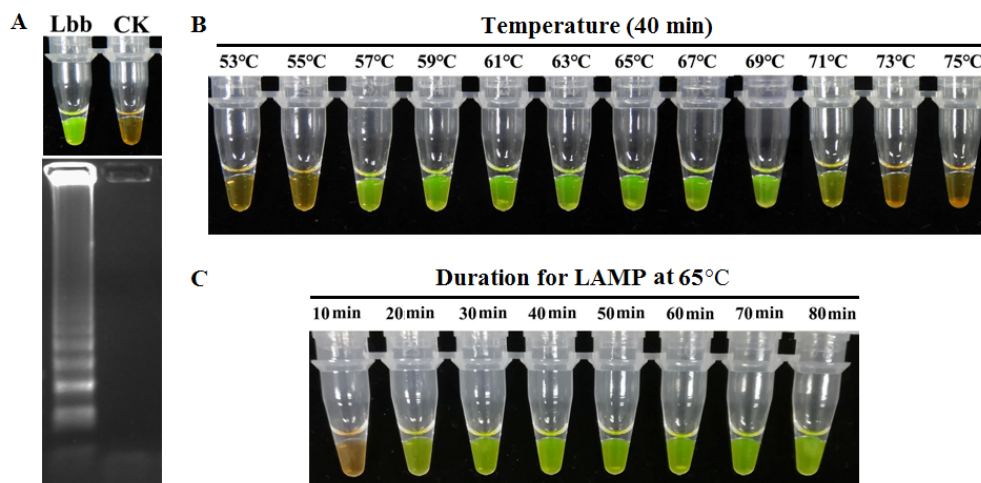 A
Lbb CK
B
Temperature (40 min)
53°C 55°C 57°C 59°C 61°C 63°C 65°C 67°C 69°C 71°C 73°C 75°C
C
Duration for LAMP at 65°C
10 min 20 min 30 min 40 min 50 min 60 min 70 min 80 min